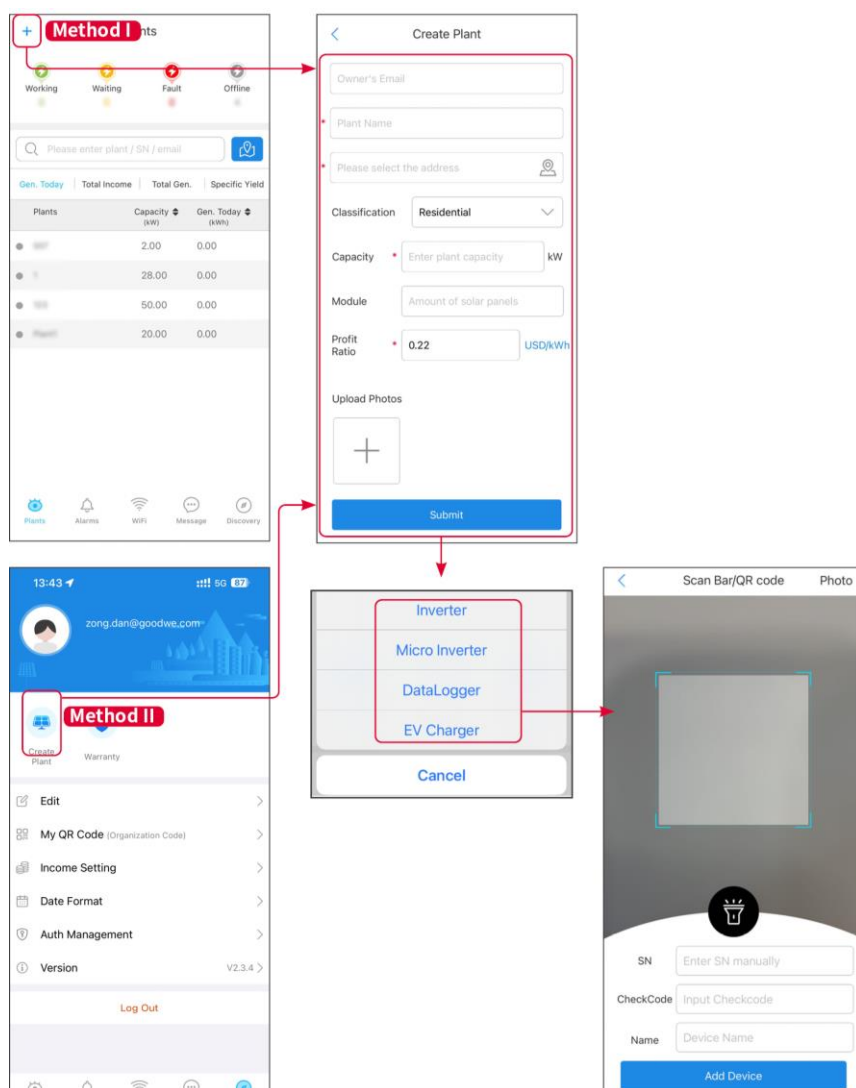 + Method I nts
Working Waiting Fault Offline
Please enter plant / SN / email
Gen. Today Total Income Total Gen. Specific Yield
Plants Capacity (kW) Gen. Today (kWh)
2.00 0.00
1 28.00 0.00
50.00 0.00
20.00 0.00
Plants Alarms WiFi Message Discovery
Create Plant
Owner's Email
* Plant Name
* Please select the address
Classification Residential
Capacity * Enter plant capacity kW
Module Amount of solar panels
Profit Ratio * 0.22 USD/kWh
Upload Photos
Submit
13:43 5G 87
zong.dan@goodwe.com
Method II
Create Plant
Warranty
Edit
My QR Code (Organization Code)
Income Setting
Date Format
Auth Management
Version V2.3.4
Log Out
Inverter
Micro Inverter
DataLogger
EV Charger
Cancel
Scan Bar/QR code Photo
SN Enter SN manually
CheckCode Input Checkcode
Name Device Name
Add Device